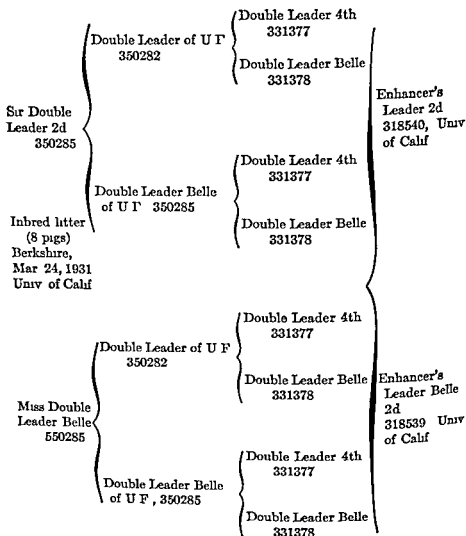 Double Leader 4th
331377
Double Leader of U Γ
350282
Double Leader Belle
331378
Sir Double
Leader 2d
350285
Double Leader 4th
331377
Double Leader Belle
of U Γ 350285
Double Leader Belle
331378
Enhancer's
Leader 2d
318540, Univ
of Calif
Inbred litter
(8 pigs)
Berkshire,
Mar 24, 1931
Univ of Calif
Double Leader 4th
331377
Double Leader of U F
350282
Double Leader Belle
331378
Miss Double
Leader Belle
550285
Double Leader 4th
331377
Double Leader Belle
of U F, 350285
Double Leader Belle
331378
Enhancer's
Leader Belle
2d
318539 Univ
of Calif